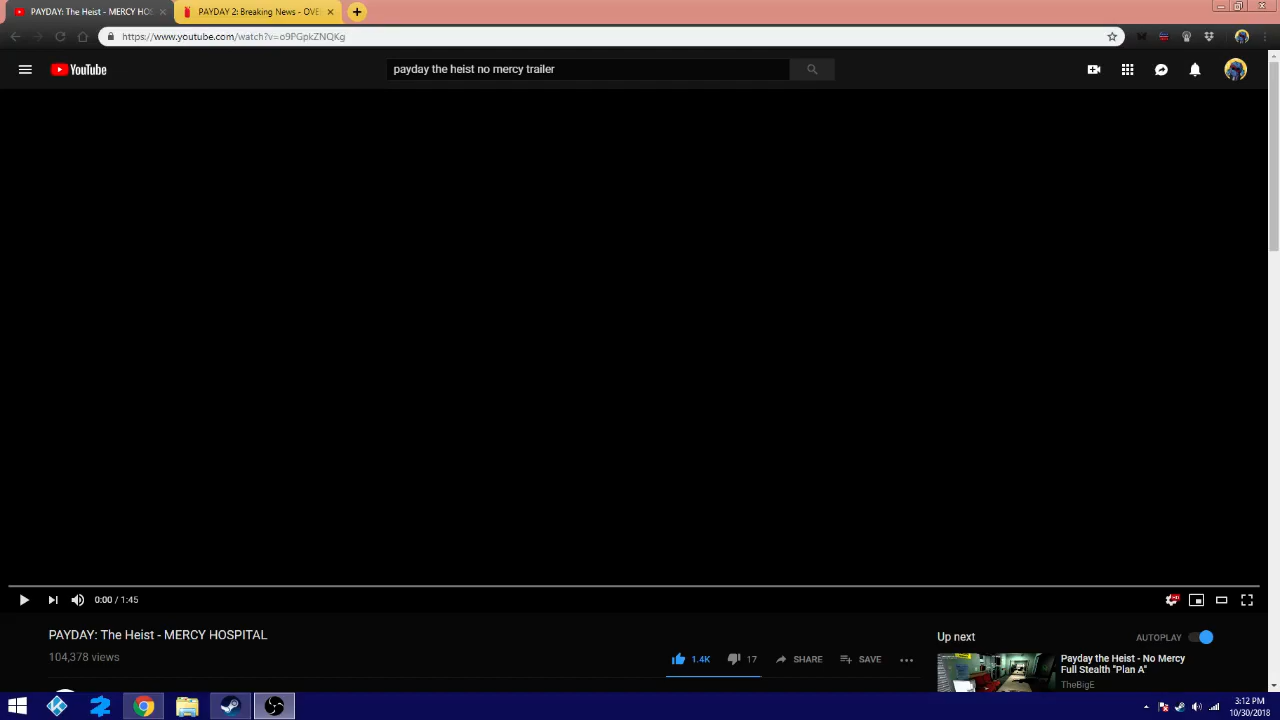 PAYDAY: The Heist - MERCY HOS
PAYDAY 2: Breaking News - OVE
https://www.youtube.com/watch?v=o9PGpkZNQKg
YouTube
payday the heist no mercy trailer
0:00 / 1:45
HD
PAYDAY: The Heist - MERCY HOSPITAL
104,378 views
1.4K
17
SHARE
SAVE
Up next
AUTOPLAY
Payday the Heist - No Mercy
Full Stealth "Plan A"
TheBigE
3:12 PM
10/30/2018